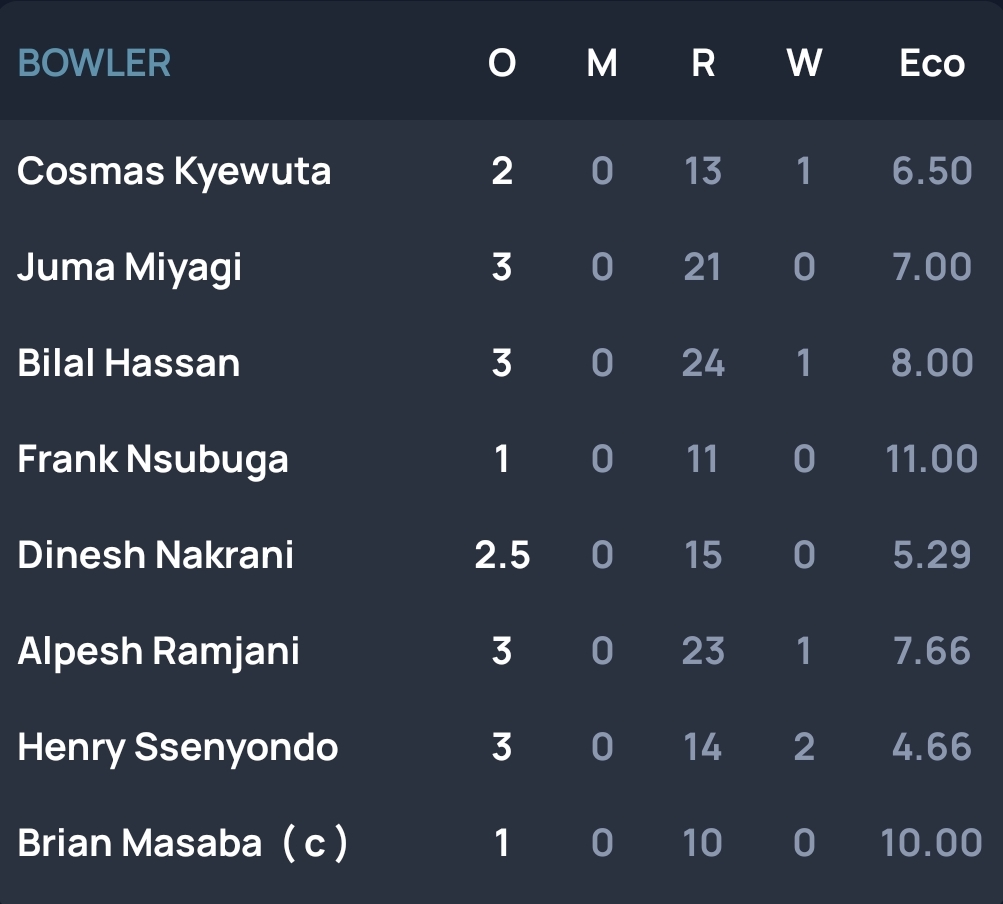 BOWLER O M R W Eco
Cosmas Kyewuta 2 0 13 1 6.50
Juma Miyagi 3 0 21 0 7.00
Bilal Hassan 3 0 24 1 8.00
Frank Nsubuga 1 0 11 0 11.00
Dinesh Nakrani 2.5 0 15 0 5.29
Alpesh Ramjani 3 0 23 1 7.66
Henry Ssenyondo 3 0 14 2 4.66
Brian Masaba ( c ) 1 0 10 0 10.00